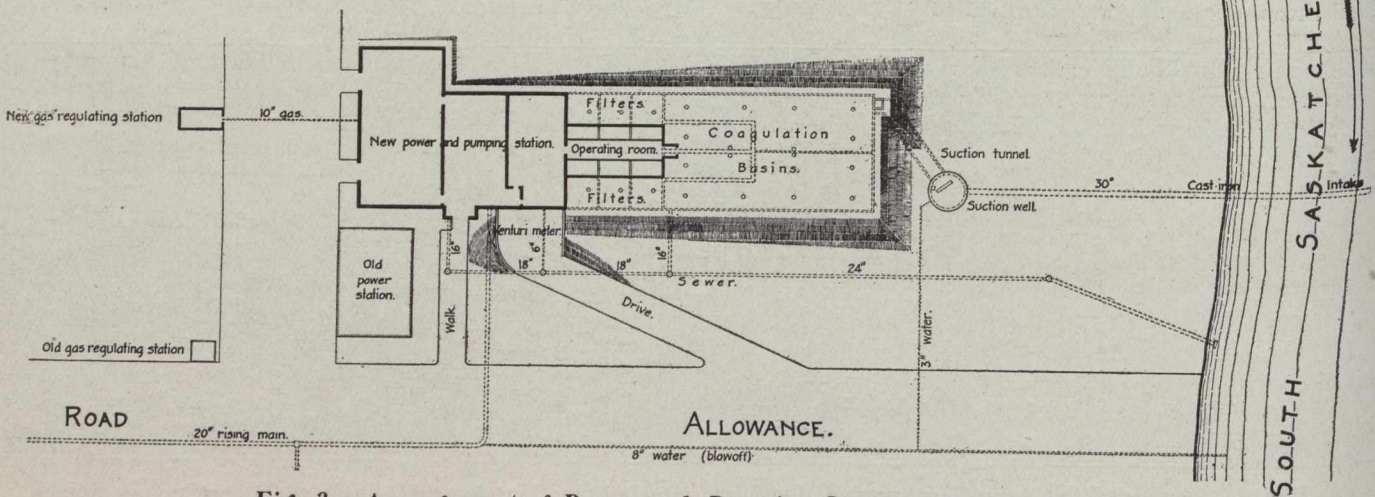 New gas regulating station
10" gas.
New power and pumping station.
Filters.
Operating room.
Filters.
Coagulation
Basins.
Suction tunnel.
Suction well.
30"
Cast iron
Intake
SOUTH SASKATCHE
Old
power
station.
16"
Venturi meter.
6"
18"
18"
16"
Sewer.
24"
Walk.
Drive.
3" water.
Old gas regulating station
ROAD ALLOWANCE.
20" rising main.
8" water (blowoff)